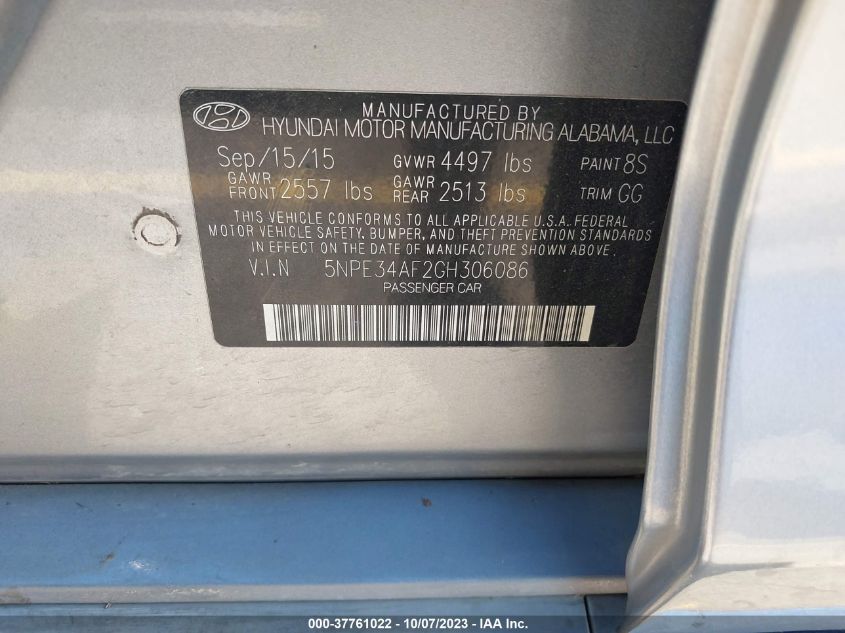 MANUFACTURED BY
HYUNDAI MOTOR MANUFACTURING ALABAMA, LLC
Sep/15/15 GVWR 4497 lbs PAINT 8S
GAWR FRONT 2557 lbs GAWR REAR 2513 lbs TRIM GG
THIS VEHICLE CONFORMS TO ALL APPLICABLE U.S.A. FEDERAL
MOTOR VEHICLE SAFETY, BUMPER, AND THEFT PREVENTION STANDARDS
IN EFFECT ON THE DATE OF MANUFACTURE SHOWN ABOVE.
V.I.N 5NPE34AF2GH306086
PASSENGER CAR
000-37761022 - 10/07/2023 - IAA Inc.